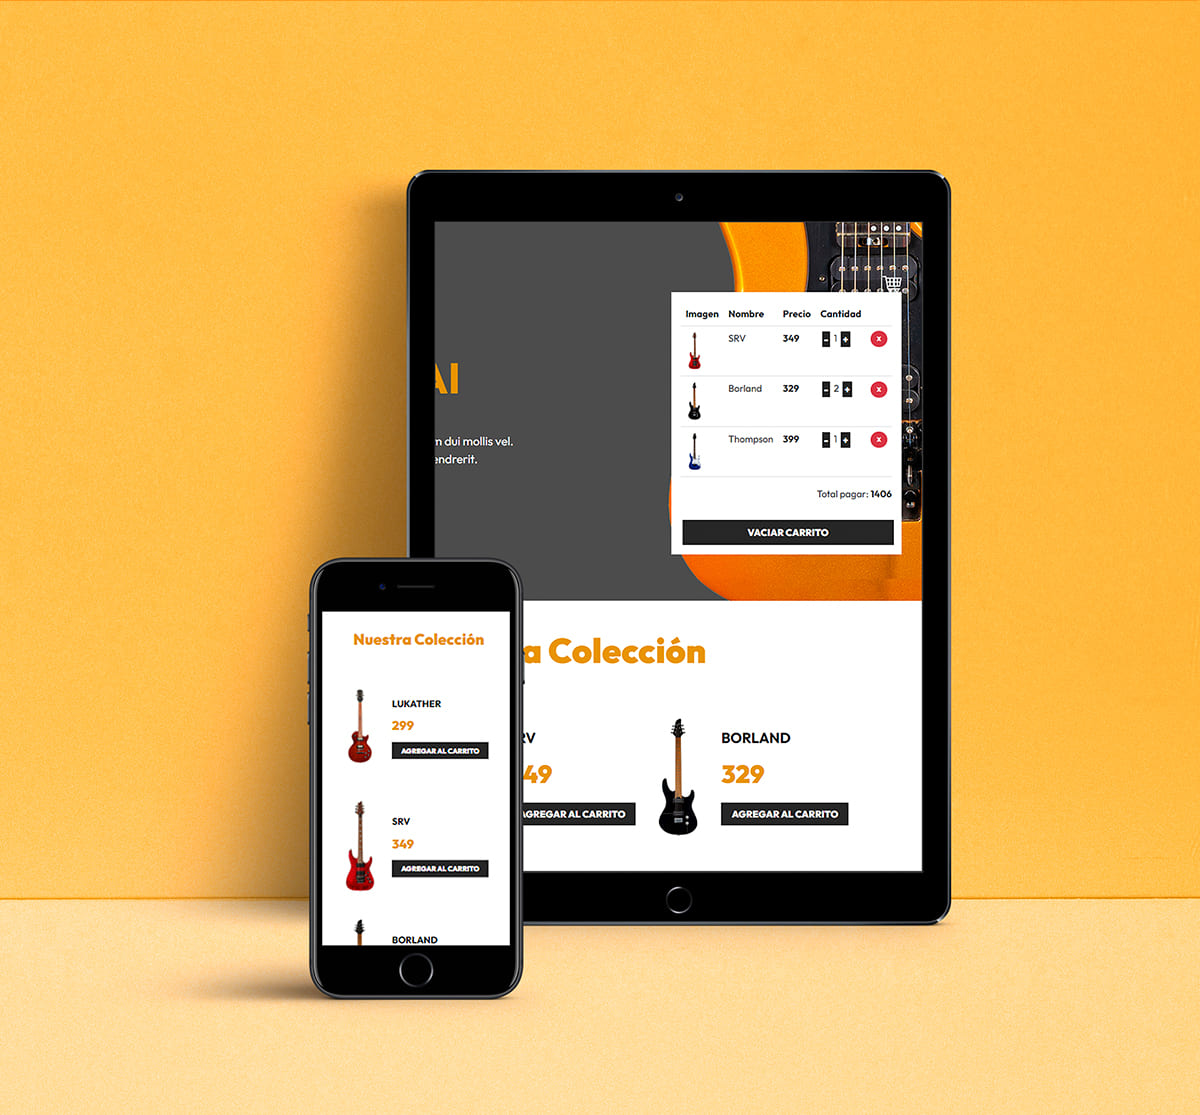 AI
m dui mollis vel.
endrerit.
Imagen Nombre Precio Cantidad
SRV 349 - 1 + x
Borland 329 - 2 + x
Thompson 399 - 1 + x
Total pagar: 1406
VACIAR CARRITO
a Colección
RV
49
AGREGAR AL CARRITO
BORLAND
329
AGREGAR AL CARRITO
Nuestra Colección
LUKATHER
299
AGREGAR AL CARRITO
SRV
349
AGREGAR AL CARRITO
BORLAND